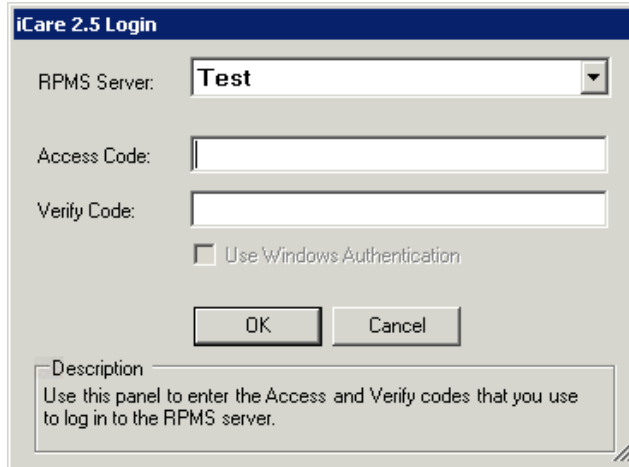 iCare 2.5 Login
RPMS Server: Test
Access Code:
Verify Code:
Use Windows Authentication
OK Cancel
Description
Use this panel to enter the Access and Verify codes that you use
to log in to the RPMS server.